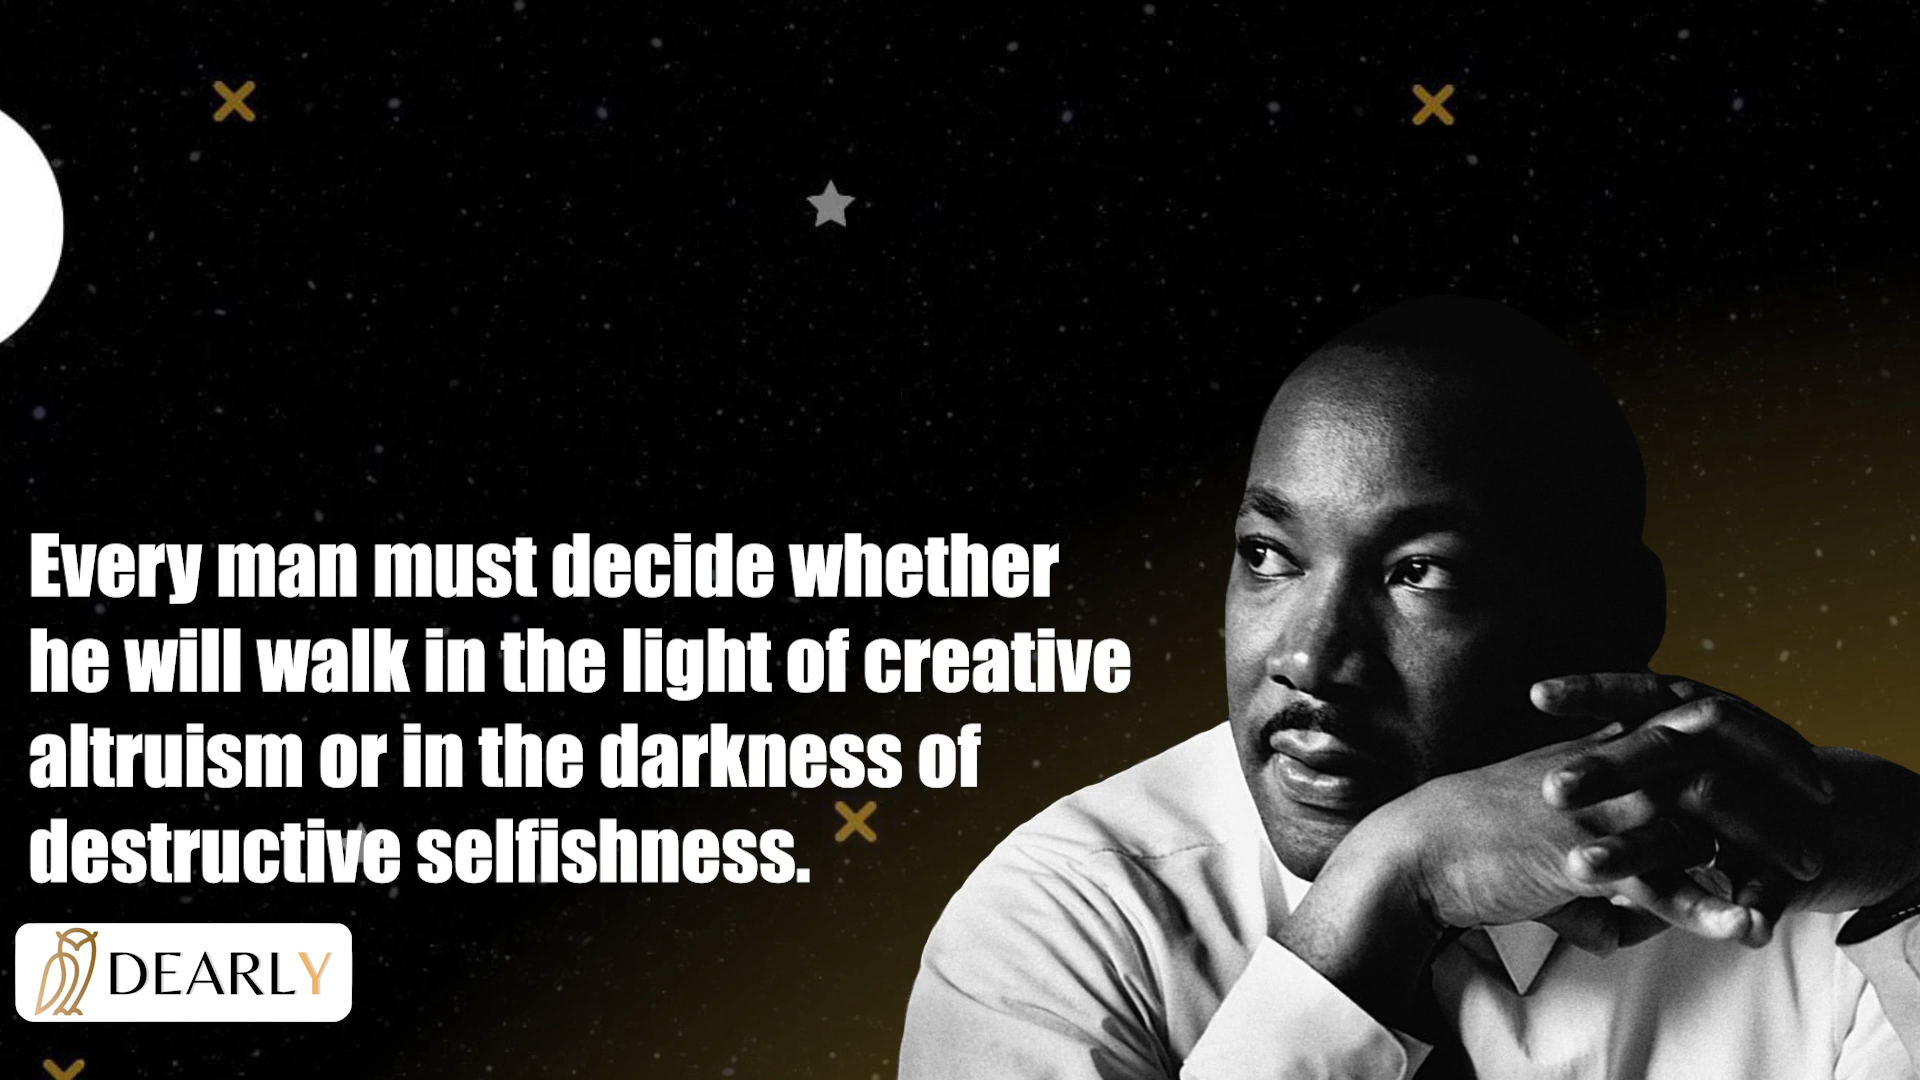 Every man must decide whether
he will walk in the light of creative
altruism or in the darkness of
destructive selfishness.
DEARLY